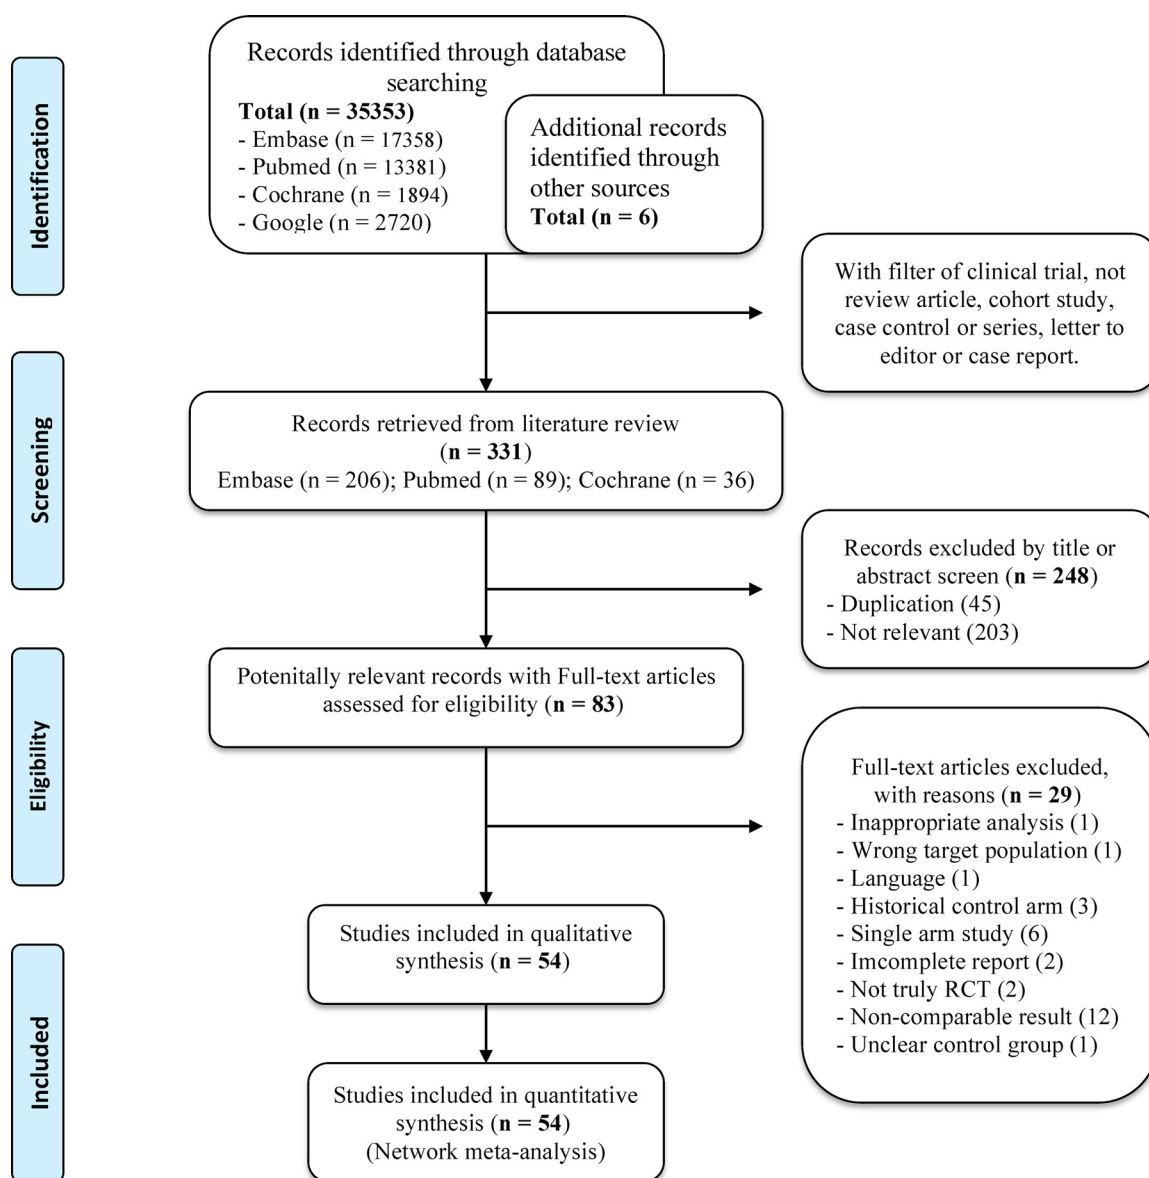 Identification
Records identified through database
searching
Total (n = 35353)
- Embase (n = 17358)
- Pubmed (n = 13381)
- Cochrane (n = 1894)
- Google (n = 2720)
Additional records
identified through
other sources
Total (n = 6)
With filter of clinical trial, not
review article, cohort study,
case control or series, letter to
editor or case report.
Screening
Records retrieved from literature review
(n = 331)
Embase (n = 206); Pubmed (n = 89); Cochrane (n = 36)
Records excluded by title or
abstract screen (n = 248)
- Duplication (45)
- Not relevant (203)
Eligibility
Potenitally relevant records with Full-text articles
assessed for eligibility (n = 83)
Full-text articles excluded,
with reasons (n = 29)
- Inappropriate analysis (1)
- Wrong target population (1)
- Language (1)
- Historical control arm (3)
- Single arm study (6)
- Imcomplete report (2)
- Not truly RCT (2)
- Non-comparable result (12)
- Unclear control group (1)
Included
Studies included in qualitative
synthesis (n = 54)
Studies included in quantitative
synthesis (n = 54)
(Network meta-analysis)